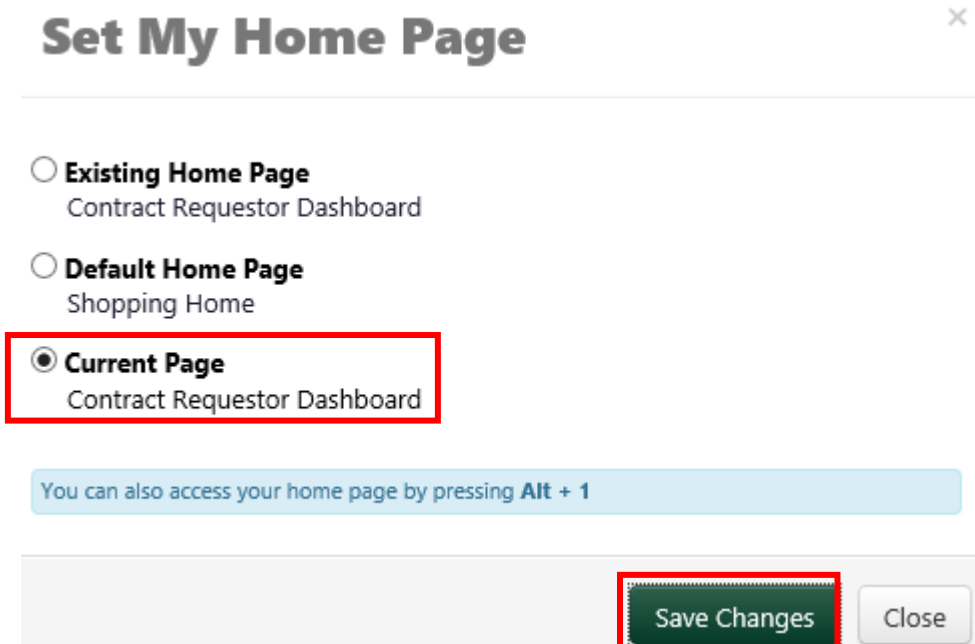 Set My Home Page
×
Existing Home Page
Contract Requestor Dashboard
Default Home Page
Shopping Home
Current Page
Contract Requestor Dashboard
You can also access your home page by pressing Alt + 1
Save Changes
Close